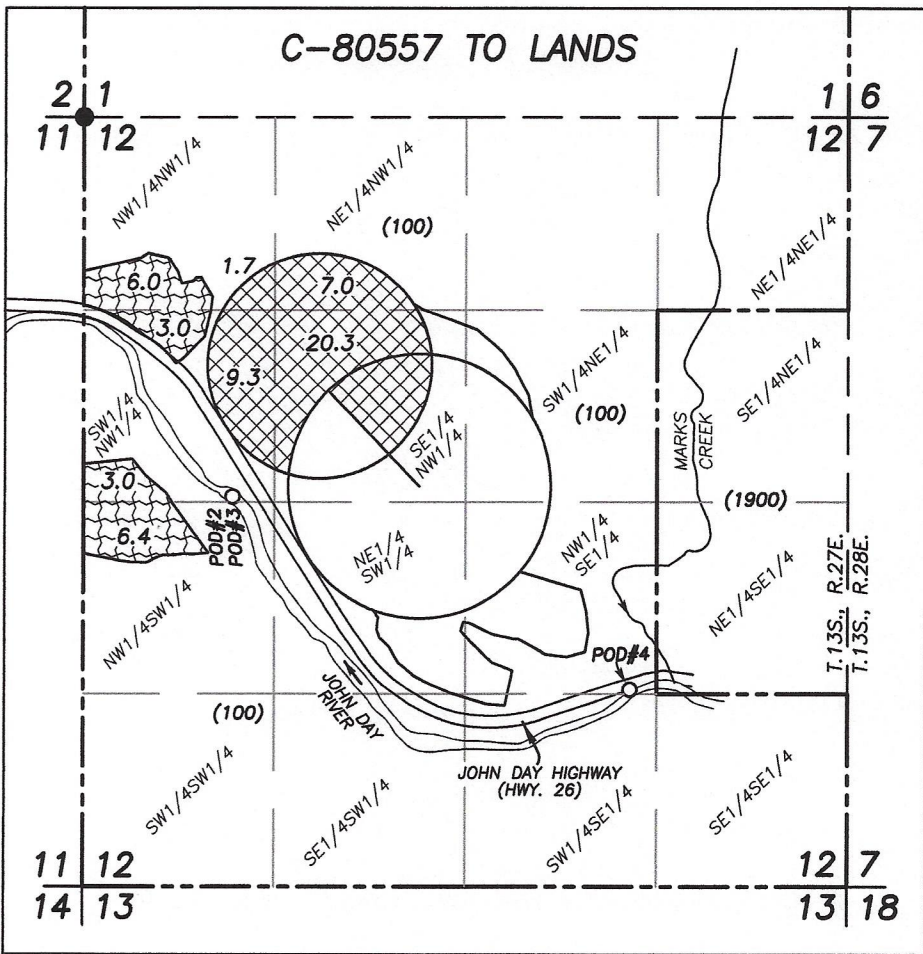 C-80557 TO LANDS
2 1
11 12
1 6
12 7
NW1/4NW1/4
NE1/4NW1/4
(100)
NE1/4NE1/4
6.0
3.0
1.7
7.0
20.3
9.3
SW1/4NE1/4
(100)
SE1/4NE1/4
SW1/4
NW1/4
SE1/4
NW1/4
MARKS
CREEK
3.0
6.4
POD#2
POD#3
(1900)
NE1/4
SW1/4
NW1/4
SE1/4
NE1/4SE1/4
T.13S., R.27E.
T.13S., R.28E.
NW1/4SW1/4
POD#4
JOHN DAY
RIVER
(100)
JOHN DAY HIGHWAY
(HWY. 26)
SW1/4SW1/4
SE1/4SW1/4
SW1/4SE1/4
SE1/4SE1/4
11 12
14 13
12 7
13 18